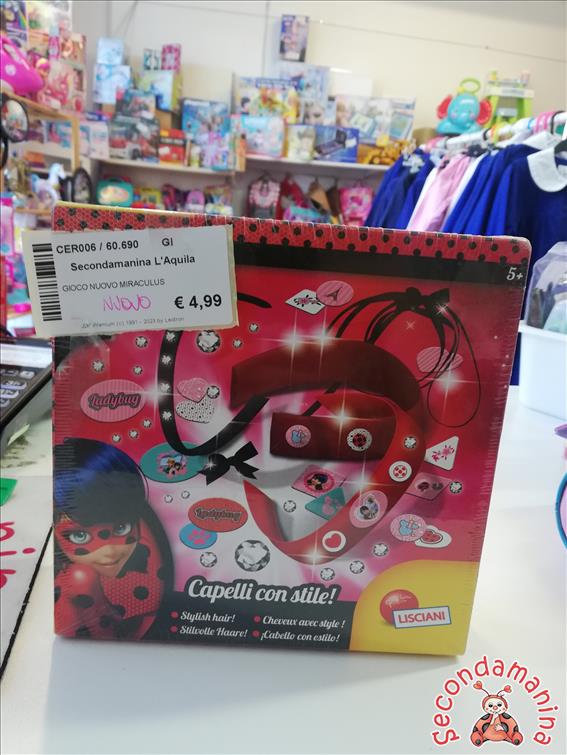 CER006 / 60.690 GI
Secondamanina L'Aquila
GIOCO NUOVO MIRACULUS
NUOVO € 4,99
5+
Ladybug
Ladybug
Capelli con stile!
• Stylish hair! • Cheveux avec style !
• Stilvolle Haare! • ¡Cabello con estilo!
LISCIANI
Secondamanina